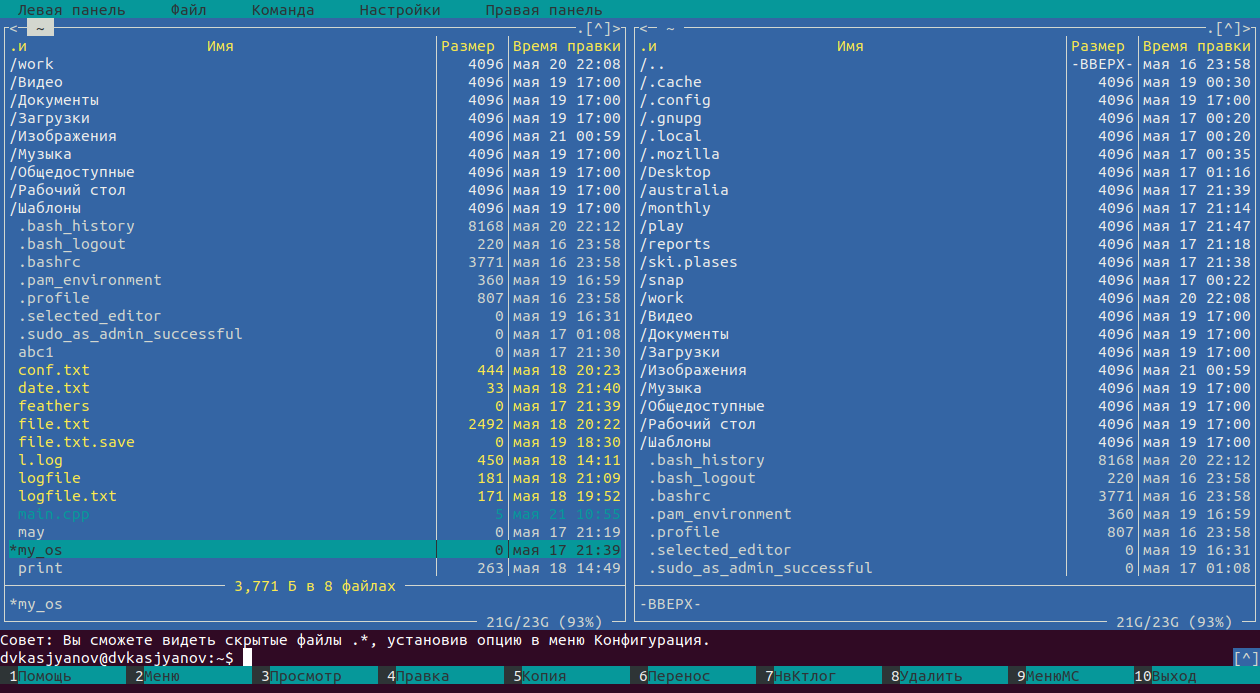 Левая панель Файл Команда Настройки Правая панель
<─ ~ .[^]> <─ ~ .[^]>
.и Имя Размер Время правки .и Имя Размер Время правки
/work 4096 мая 20 22:08 /.. -ВВЕРХ- мая 16 23:58
/Видео 4096 мая 19 17:00 /.cache 4096 мая 19 00:30
/Документы 4096 мая 19 17:00 /.config 4096 мая 19 17:00
/Загрузки 4096 мая 19 17:00 /.gnupg 4096 мая 17 00:20
/Изображения 4096 мая 21 00:59 /.local 4096 мая 17 00:20
/Музыка 4096 мая 19 17:00 /.mozilla 4096 мая 17 00:35
/Общедоступные 4096 мая 19 17:00 /Desktop 4096 мая 17 01:16
/Рабочий стол 4096 мая 19 17:00 /australia 4096 мая 17 21:39
/Шаблоны 4096 мая 19 17:00 /monthly 4096 мая 17 21:14
.bash_history 8168 мая 20 22:12 /play 4096 мая 17 21:47
.bash_logout 220 мая 16 23:58 /reports 4096 мая 17 21:18
.bashrc 3771 мая 16 23:58 /ski.plases 4096 мая 17 21:38
.pam_environment 360 мая 19 16:59 /snap 4096 мая 17 00:22
.profile 807 мая 16 23:58 /work 4096 мая 20 22:08
.selected_editor 0 мая 19 16:31 /Видео 4096 мая 19 17:00
.sudo_as_admin_successful 0 мая 17 01:08 /Документы 4096 мая 19 17:00
abc1 0 мая 17 21:30 /Загрузки 4096 мая 19 17:00
conf.txt 444 мая 18 20:23 /Изображения 4096 мая 21 00:59
date.txt 33 мая 18 21:40 /Музыка 4096 мая 19 17:00
feathers 0 мая 17 21:39 /Общедоступные 4096 мая 19 17:00
file.txt 2492 мая 18 20:22 /Рабочий стол 4096 мая 19 17:00
file.txt.save 0 мая 19 18:30 /Шаблоны 4096 мая 19 17:00
l.log 450 мая 18 14:11 .bash_history 8168 мая 20 22:12
logfile 181 мая 18 21:09 .bash_logout 220 мая 16 23:58
logfile.txt 171 мая 18 19:52 .bashrc 3771 мая 16 23:58
main.cpp 5 мая 21 10:55 .pam_environment 360 мая 19 16:59
may 0 мая 17 21:19 .profile 807 мая 16 23:58
*my_os 0 мая 17 21:39 .selected_editor 0 мая 19 16:31
print 263 мая 18 14:49 .sudo_as_admin_successful 0 мая 17 01:08
3,771 Б в 8 файлах
*my_os -ВВЕРХ-
21G/23G (93%) 21G/23G (93%)
Совет: Вы сможете видеть скрытые файлы .*, установив опцию в меню Конфигурация.
dvkasjyanov@dvkasjyanov:~$ [^]
1Помощь 2Меню 3Просмотр 4Правка 5Копия 6Перенос 7НвКтлог 8Удалить 9МенюМС 10Выход